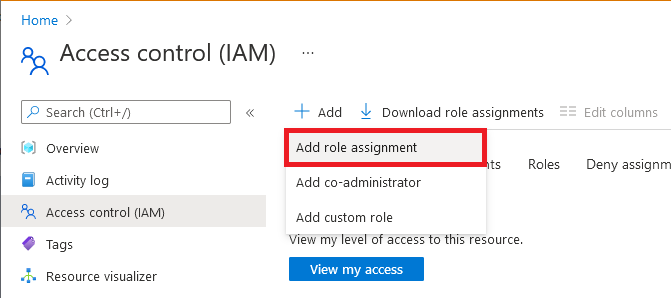 Home >
Access control (IAM) ...
Search (Ctrl+/) «
+ Add Download role assignments Edit columns
Overview
Add role assignment
Roles Deny assignm
Activity log
Add co-administrator
Access control (IAM)
Add custom role
Tags
View my level of access to this resource.
Resource visualizer
View my access